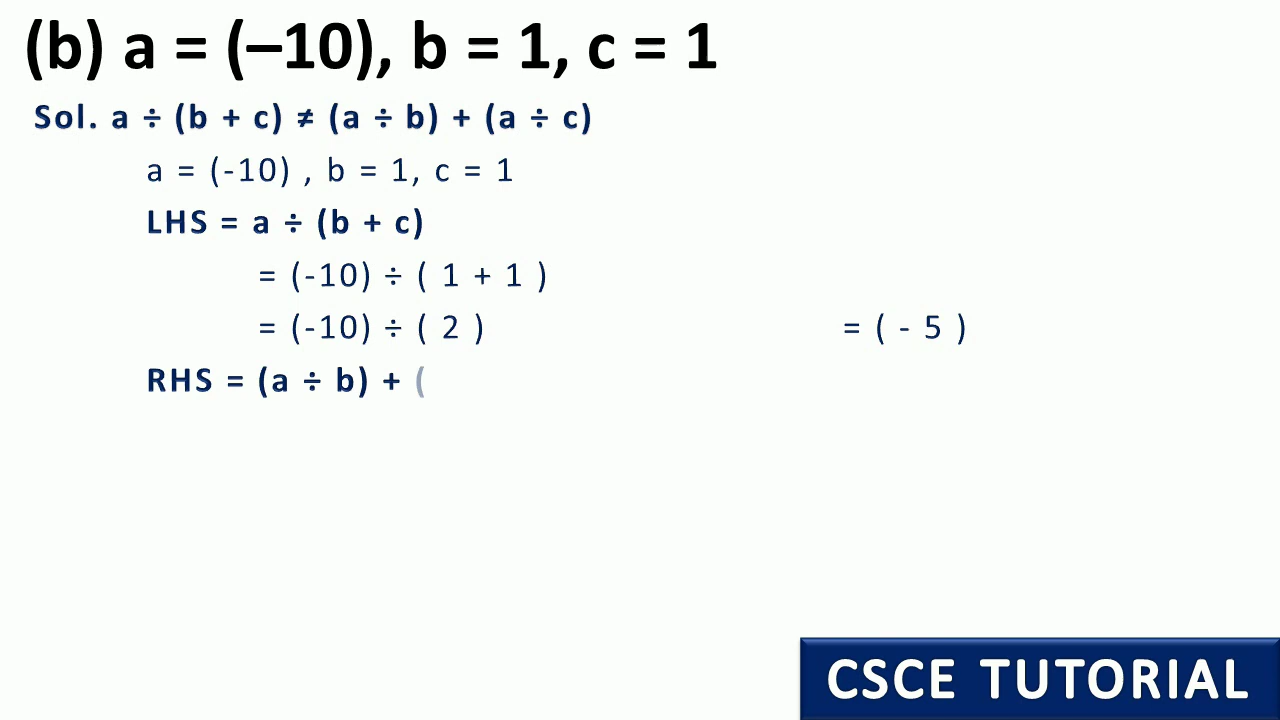 (b) a = (–10), b = 1, c = 1
Sol. a ÷ (b + c) ≠ (a ÷ b) + (a ÷ c)
a = (-10) , b = 1, c = 1
LHS = a ÷ (b + c)
= (-10) ÷ ( 1 + 1 )
= (-10) ÷ ( 2 ) = ( - 5 )
RHS = (a ÷ b) + (
CSCE TUTORIAL